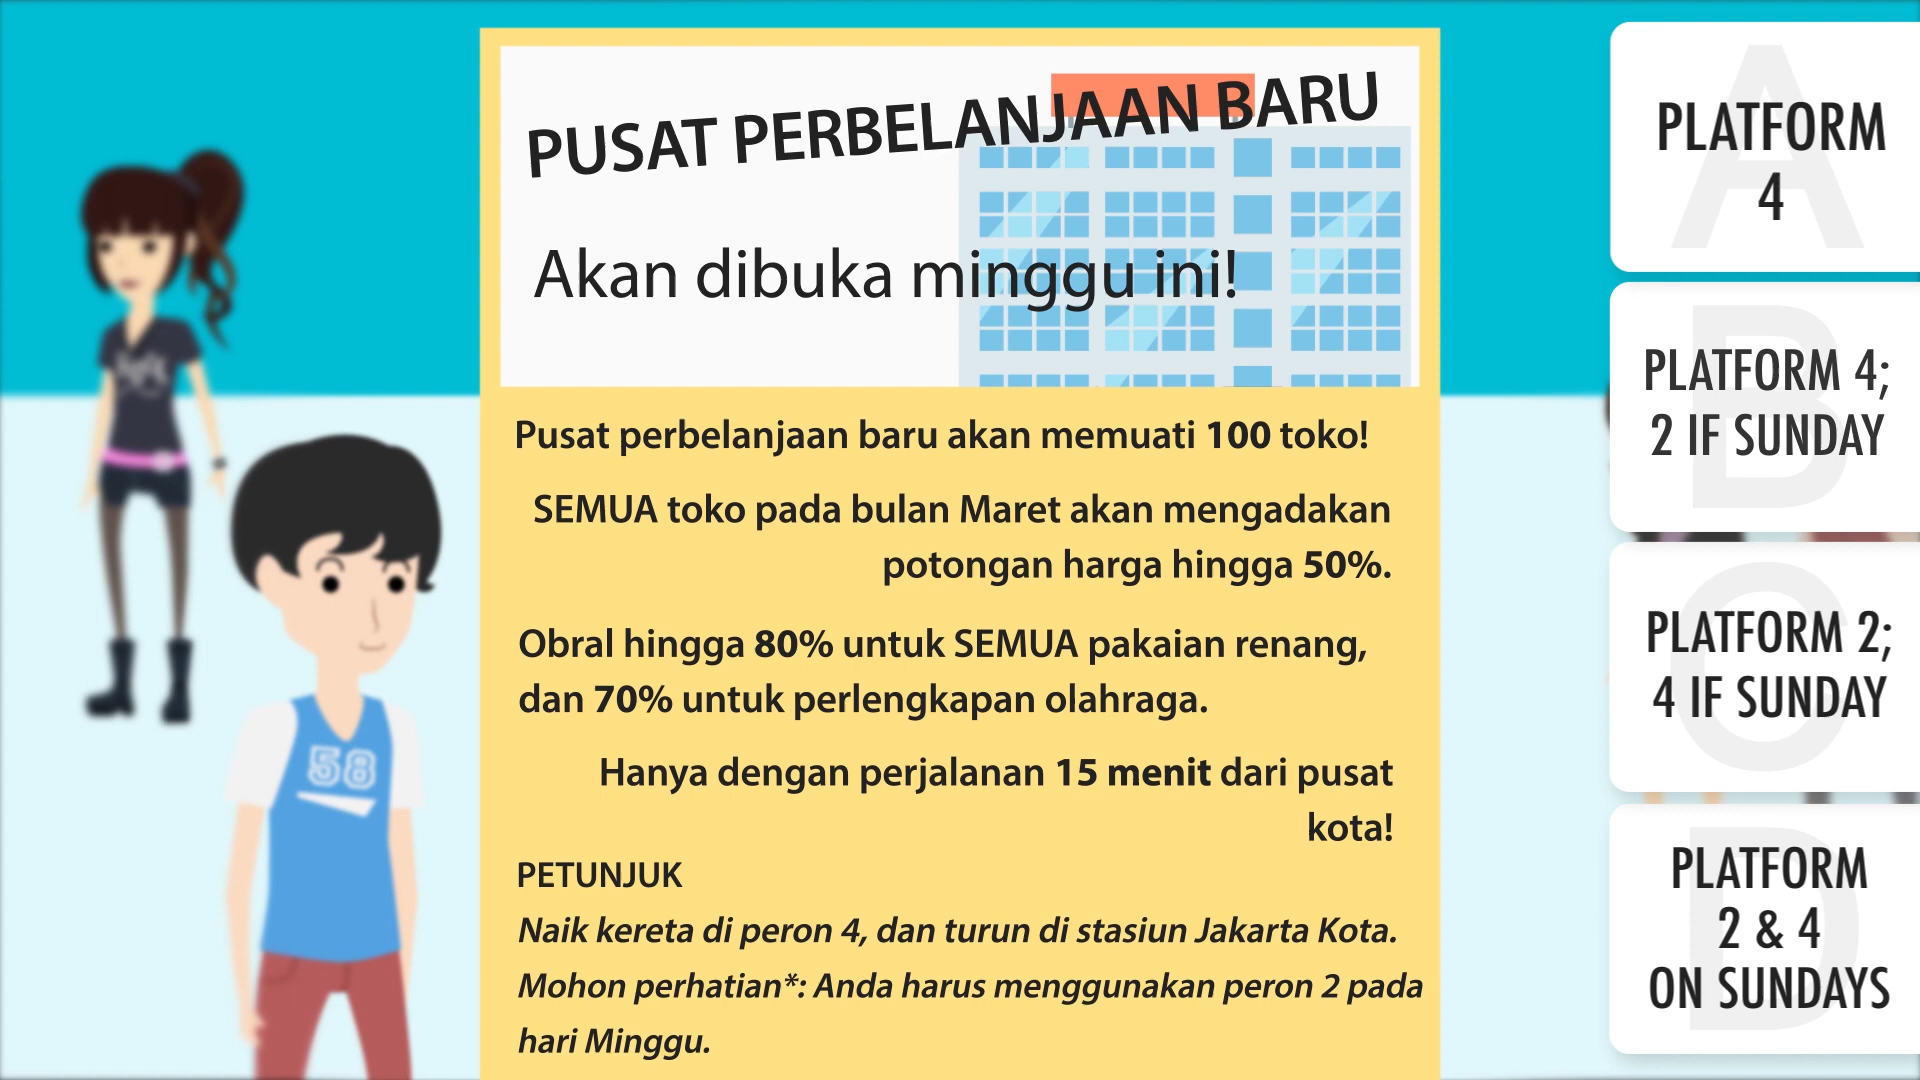 PUSAT PERBELANJAAN BARU
Akan dibuka minggu ini!
Pusat perbelanjaan baru akan memuati 100 toko!
SEMUA toko pada bulan Maret akan mengadakan
potongan harga hingga 50%.
Obral hingga 80% untuk SEMUA pakaian renang,
dan 70% untuk perlengkapan olahraga.
Hanya dengan perjalanan 15 menit dari pusat
kota!
PETUNJUK
Naik kereta di peron 4, dan turun di stasiun Jakarta Kota.
Mohon perhatian*: Anda harus menggunakan peron 2 pada
hari Minggu.
58
A
PLATFORM
4
B
PLATFORM 4;
2 IF SUNDAY
C
PLATFORM 2;
4 IF SUNDAY
D
PLATFORM
2 & 4
ON SUNDAYS